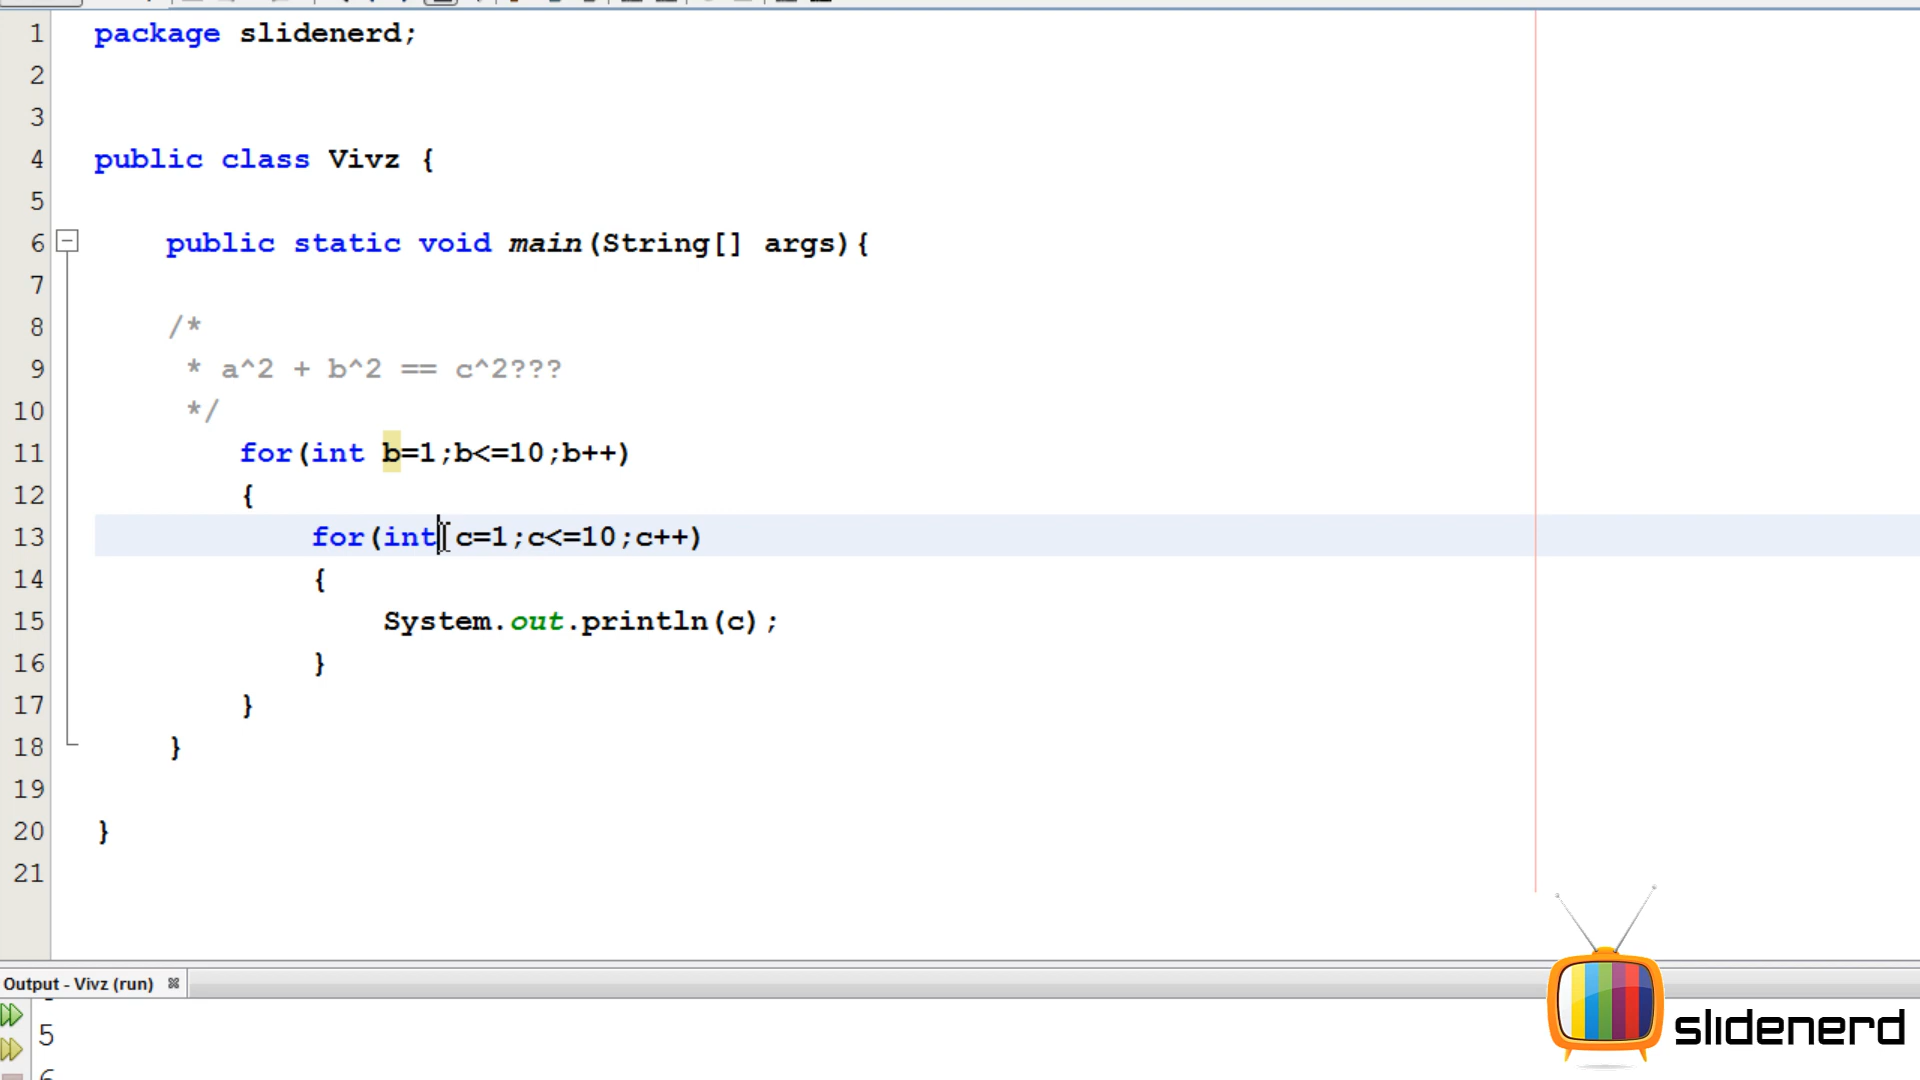 1 package slidenerd;
2
3
4 public class Vivz {
5
6 public static void main(String[] args){
7
8 /*
9 * a^2 + b^2 == c^2???
10 */
11 for(int b=1;b<=10;b++)
12 {
13 for(int c=1;c<=10;c++)
14 {
15 System.out.println(c);
16 }
17 }
18 }
19
20 }
21
Output - Vivz (run)
5
slidenerd